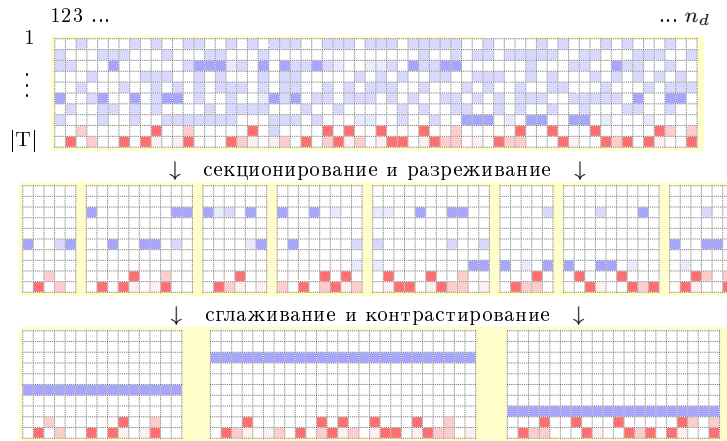 123 ... ... n_d
1
⋮
|T|
↓ секционирование и разреживание ↓
↓ сглаживание и контрастирование ↓